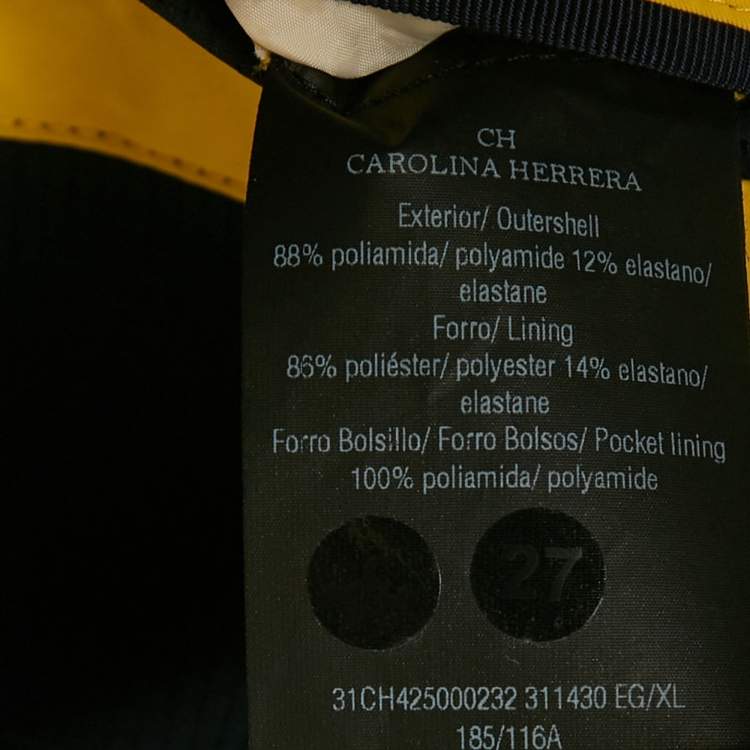 CH
CAROLINA HERRERA
Exterior/ Outershell
88% poliamida/ polyamide 12% elastano/
elastane
Forro/ Lining
86% poliéster/ polyester 14% elastano/
elastane
Forro Bolsillo/ Forro Bolsos/ Pocket lining
100% poliamida/ polyamide
27
31CH425000232 311430 EG/XL
185/116A